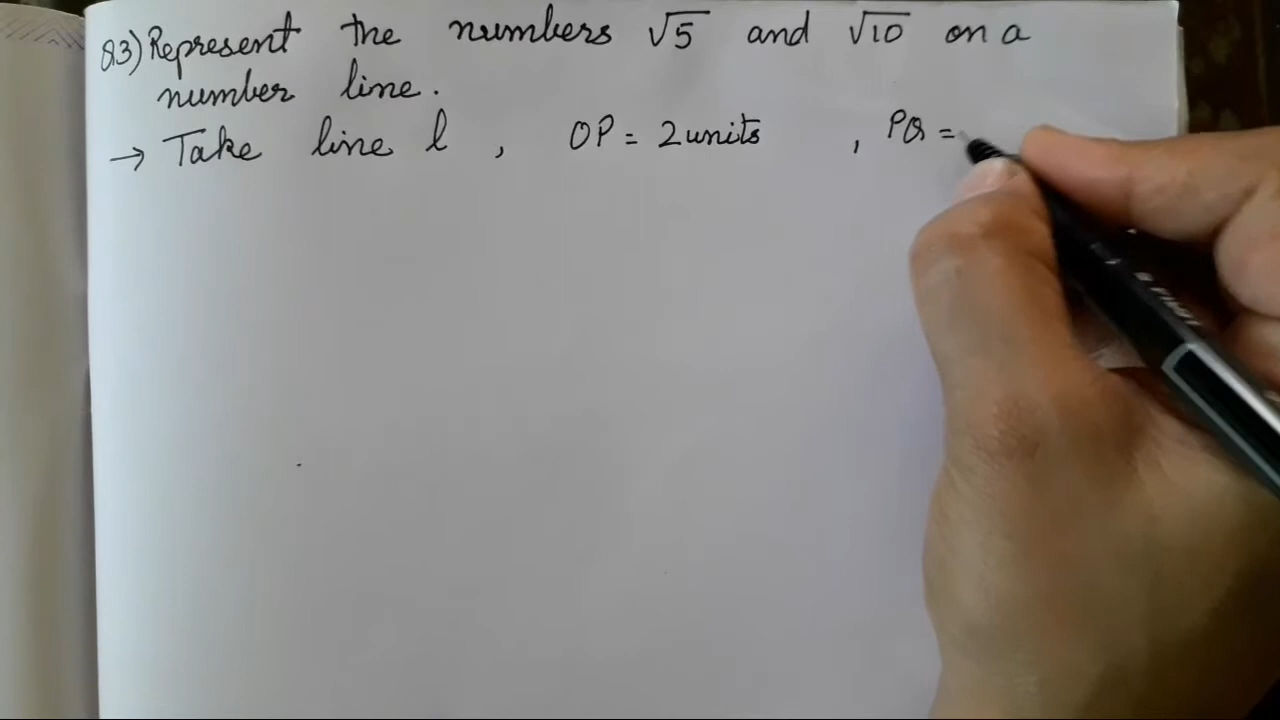 Q3) Represent the numbers √5 and √10 on a
number line.
→ Take line l , OP = 2 units , PQ =